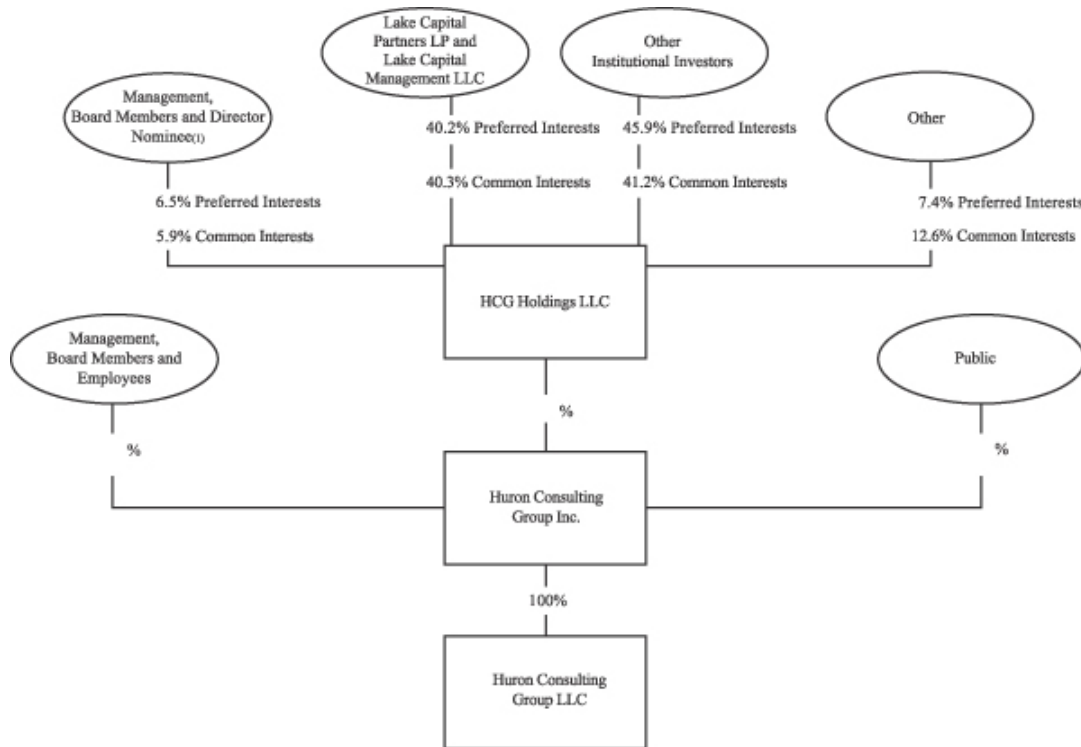 Lake Capital
Partners LP and
Lake Capital
Management LLC
Other
Institutional Investors
Management,
Board Members and Director
Nominee(1)
Other
40.2% Preferred Interests
45.9% Preferred Interests
40.3% Common Interests
41.2% Common Interests
6.5% Preferred Interests
7.4% Preferred Interests
5.9% Common Interests
12.6% Common Interests
HCG Holdings LLC
Management,
Board Members and
Employees
Public
%
%
%
Huron Consulting
Group Inc.
100%
Huron Consulting
Group LLC